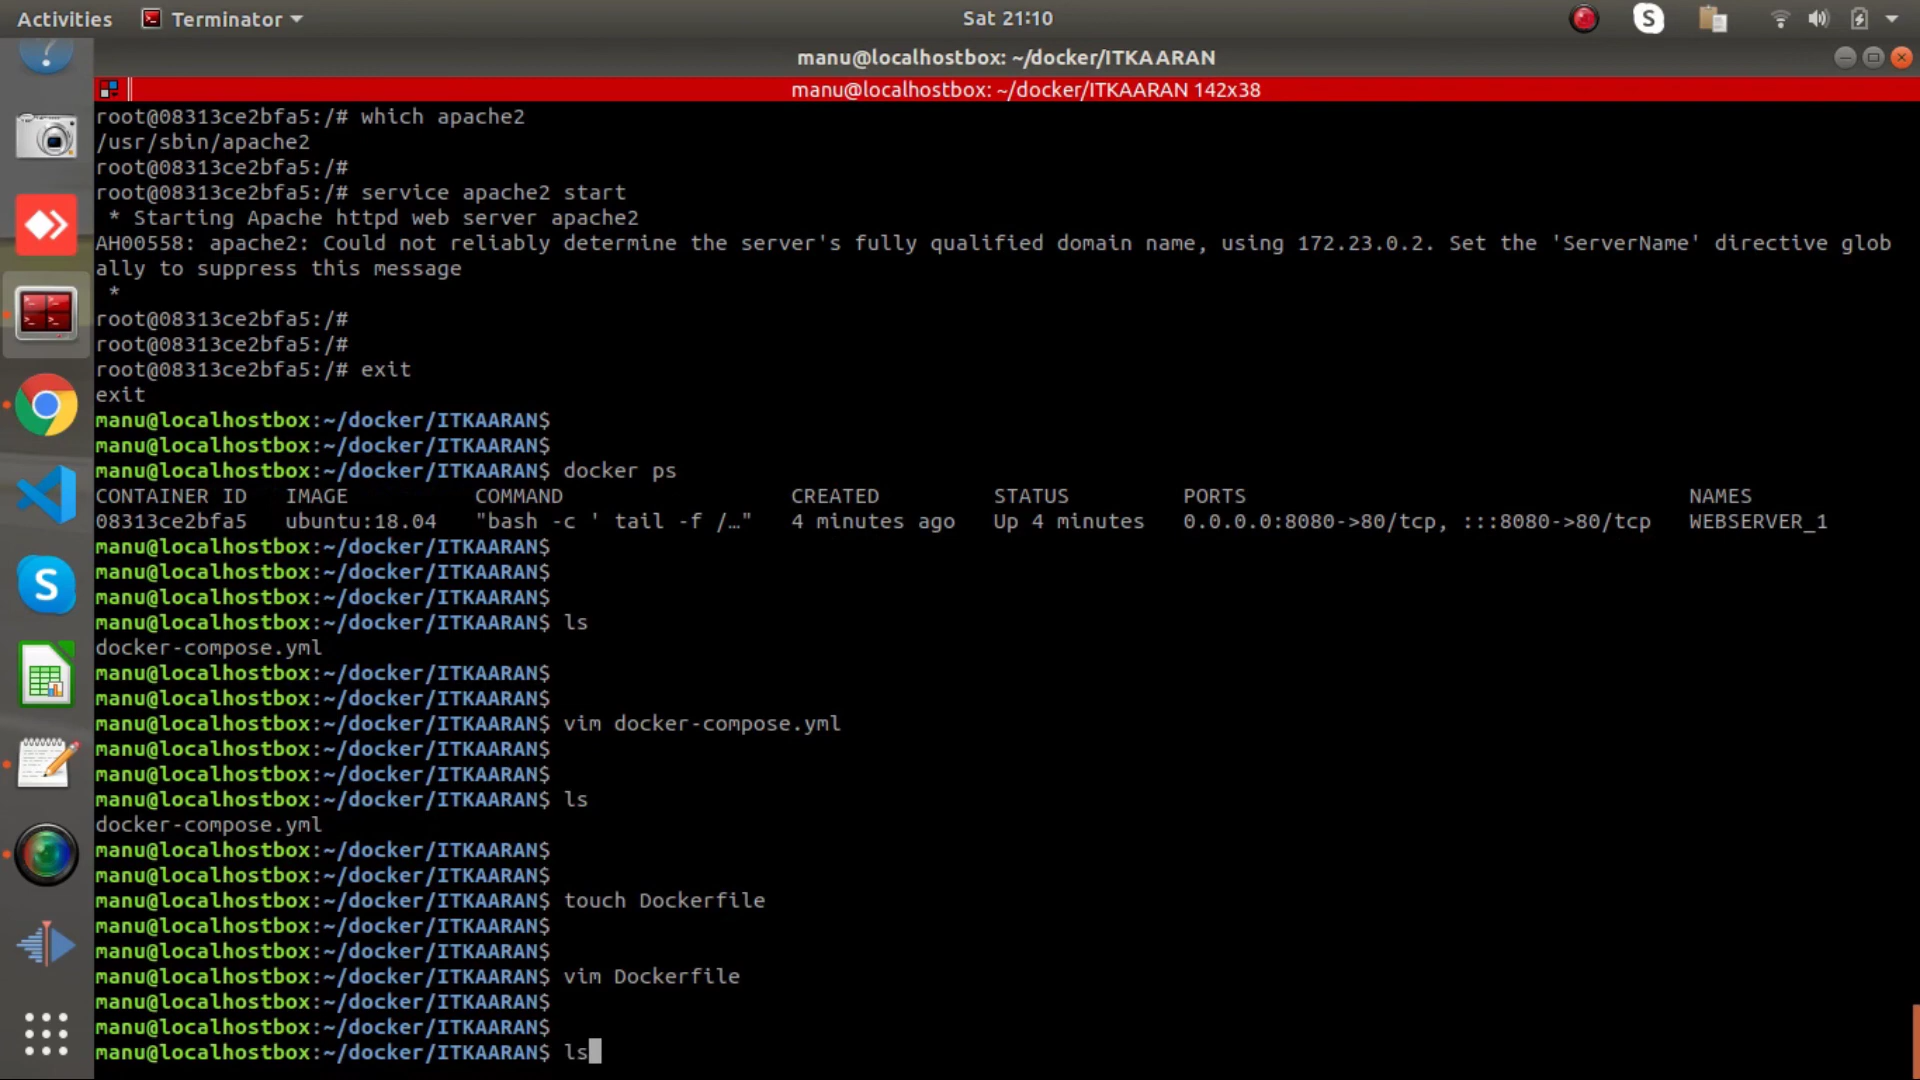 Activities
Terminator
Sat 21:10
manu@localhostbox: ~/docker/ITKAARAN
manu@localhostbox: ~/docker/ITKAARAN 142x38
root@08313ce2bfa5:/# which apache2
/usr/sbin/apache2
root@08313ce2bfa5:/#
root@08313ce2bfa5:/# service apache2 start
 * Starting Apache httpd web server apache2
AH00558: apache2: Could not reliably determine the server's fully qualified domain name, using 172.23.0.2. Set the 'ServerName' directive glob
ally to suppress this message
 *
root@08313ce2bfa5:/#
root@08313ce2bfa5:/#
root@08313ce2bfa5:/# exit
exit
manu@localhostbox:~/docker/ITKAARAN$
manu@localhostbox:~/docker/ITKAARAN$
manu@localhostbox:~/docker/ITKAARAN$ docker ps
CONTAINER ID   IMAGE          COMMAND                  CREATED         STATUS         PORTS                                   NAMES
08313ce2bfa5   ubuntu:18.04   "bash -c ' tail -f /…"   4 minutes ago   Up 4 minutes   0.0.0.0:8080->80/tcp, :::8080->80/tcp   WEBSERVER_1
manu@localhostbox:~/docker/ITKAARAN$
manu@localhostbox:~/docker/ITKAARAN$
manu@localhostbox:~/docker/ITKAARAN$
manu@localhostbox:~/docker/ITKAARAN$ ls
docker-compose.yml
manu@localhostbox:~/docker/ITKAARAN$
manu@localhostbox:~/docker/ITKAARAN$
manu@localhostbox:~/docker/ITKAARAN$ vim docker-compose.yml
manu@localhostbox:~/docker/ITKAARAN$
manu@localhostbox:~/docker/ITKAARAN$
manu@localhostbox:~/docker/ITKAARAN$ ls
docker-compose.yml
manu@localhostbox:~/docker/ITKAARAN$
manu@localhostbox:~/docker/ITKAARAN$
manu@localhostbox:~/docker/ITKAARAN$ touch Dockerfile
manu@localhostbox:~/docker/ITKAARAN$
manu@localhostbox:~/docker/ITKAARAN$
manu@localhostbox:~/docker/ITKAARAN$ vim Dockerfile
manu@localhostbox:~/docker/ITKAARAN$
manu@localhostbox:~/docker/ITKAARAN$
manu@localhostbox:~/docker/ITKAARAN$ ls